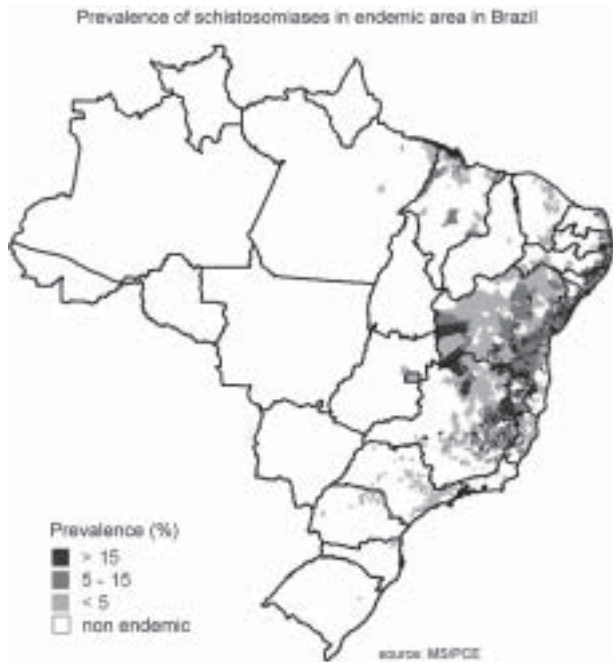 Prevalence of schistosomiases in endemic area in Brazil
Prevalence (%)
> 15
5 - 15
< 5
non endemic
source: MS/PCE